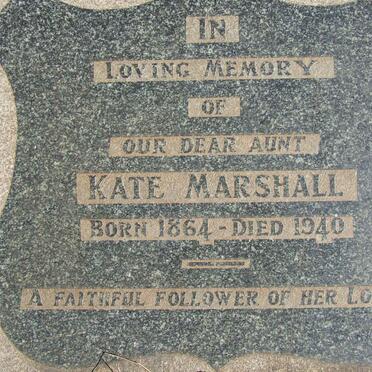 IN
LOVING MEMORY
OF
OUR DEAR AUNT
KATE MARSHALL
BORN 1864 - DIED 1940
A FAITHFUL FOLLOWER OF HER